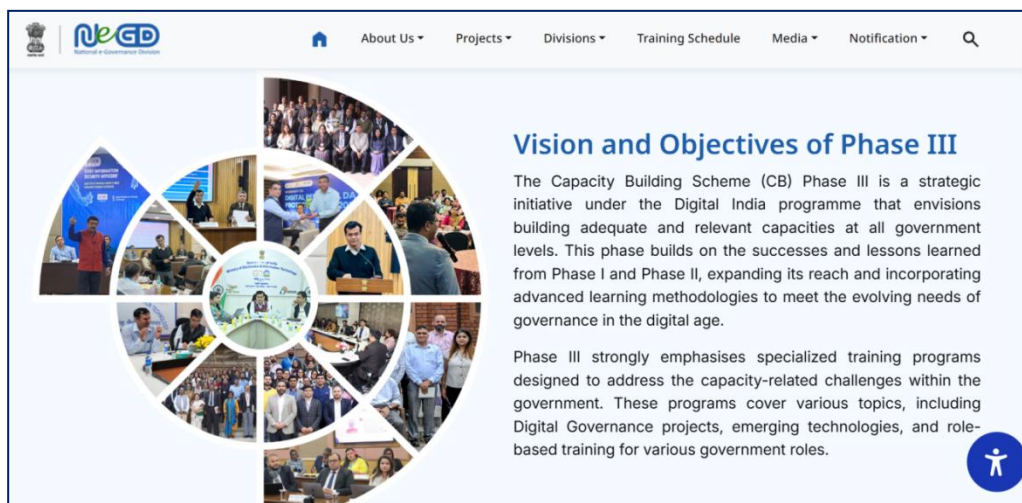 NeGD
National e-Governance Division
About Us
Projects
Divisions
Training Schedule
Media
Notification
Vision and Objectives of Phase III
The Capacity Building Scheme (CB) Phase III is a strategic
initiative under the Digital India programme that envisions
building adequate and relevant capacities at all government
levels. This phase builds on the successes and lessons learned
from Phase I and Phase II, expanding its reach and incorporating
advanced learning methodologies to meet the evolving needs of
governance in the digital age.
Phase III strongly emphasises specialized training programs
designed to address the capacity-related challenges within the
government. These programs cover various topics, including
Digital Governance projects, emerging technologies, and role-
based training for various government roles.